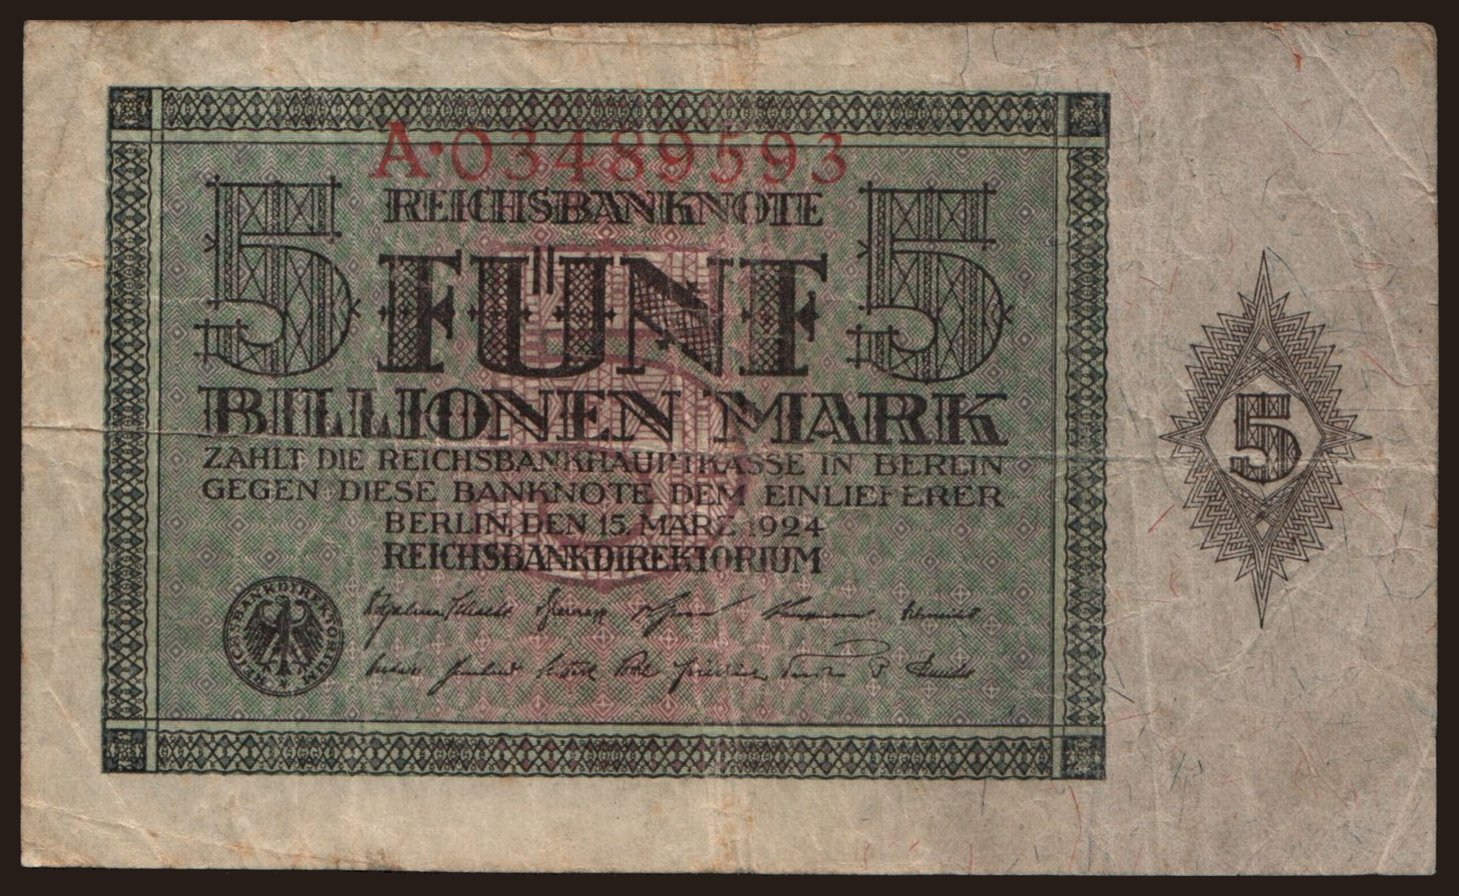 A·03489593
REICHSBANKNOTE
5 FÜNF 5
BILLIONEN MARK
ZAHLT DIE REICHSBANKHAUPTKASSE IN BERLIN
GEGEN DIESE BANKNOTE DEM EINLIEFERER
BERLIN, DEN 15. MÄRZ 1924
REICHSBANKDIREKTORIUM
REICHSBANKDIREKTORIUM
5